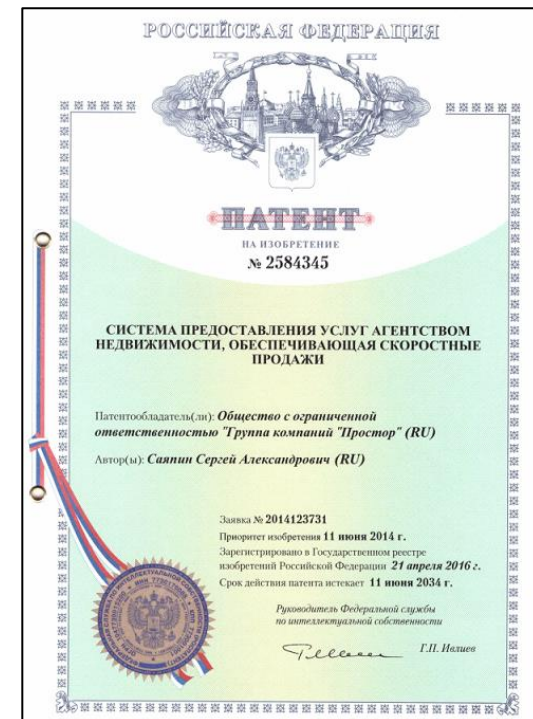 РОССИЙСКАЯ ФЕДЕРАЦИЯ
ПАТЕНТ
НА ИЗОБРЕТЕНИЕ
№ 2584345
СИСТЕМА ПРЕДОСТАВЛЕНИЯ УСЛУГ АГЕНТСТВОМ
НЕДВИЖИМОСТИ, ОБЕСПЕЧИВАЮЩАЯ СКОРОСТНЫЕ
ПРОДАЖИ
Патентообладатель(ли): Общество с ограниченной
ответственностью "Группа компаний "Простор" (RU)
Автор(ы): Саяпин Сергей Александрович (RU)
Заявка № 2014123731
Приоритет изобретения 11 июня 2014 г.
Зарегистрировано в Государственном реестре
изобретений Российской Федерации 21 апреля 2016 г.
Срок действия патента истекает 11 июня 2034 г.
Руководитель Федеральной службы
по интеллектуальной собственности
Г.П. Ивлиев